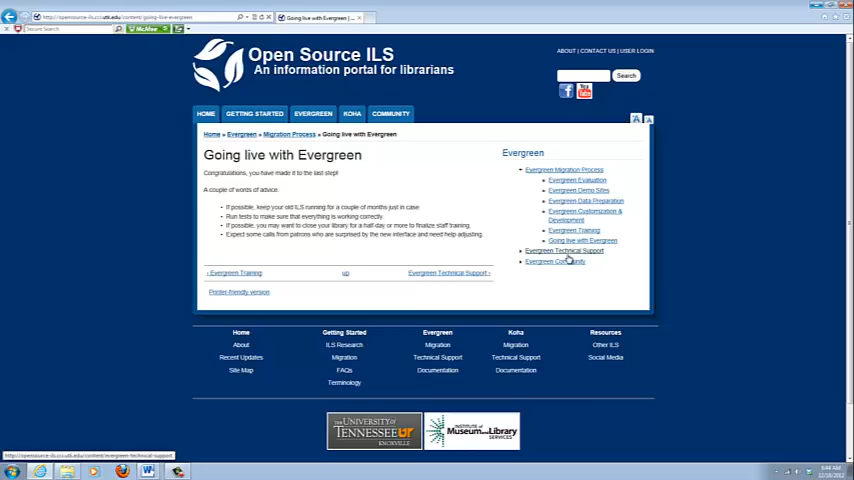 http://opensource-ils.cci.utk.edu/content/going-live-evergreen
Going live with Evergreen | ...
Secure Search
McAfee
Open Source ILS
An information portal for librarians
ABOUT | CONTACT US | USER LOGIN
Search
You Tube
HOME
GETTING STARTED
EVERGREEN
KOHA
COMMUNITY
A A
Home » Evergreen » Migration Process » Going live with Evergreen
Going live with Evergreen
Congratulations, you have made it to the last step!
A couple of words of advice:
If possible, keep your old ILS running for a couple of months just in case.
Run tests to make sure that everything is working correctly.
If possible, you may want to close your library for a half-day or more to finalize staff training.
Expect some calls from patrons who are surprised by the new interface and need help adjusting.
‹ Evergreen Training
up
Evergreen Technical Support ›
Printer-friendly version
Evergreen
Evergreen Migration Process
Evergreen Evaluation
Evergreen Demo Sites
Evergreen Data Preparation
Evergreen Customization &
Development
Evergreen Training
Going live with Evergreen
Evergreen Technical Support
Evergreen Community
Home
About
Recent Updates
Site Map
Getting Started
ILS Research
Migration
FAQs
Terminology
Evergreen
Migration
Technical Support
Documentation
Koha
Migration
Technical Support
Documentation
Resources
Other ILS
Social Media
The UNIVERSITY of
TENNESSEE UT
KNOXVILLE
INSTITUTE of
Museum and Library
SERVICES
http://opensource-ils.cci.utk.edu/content/evergreen-technical-support
6:44 AM
12/18/2012